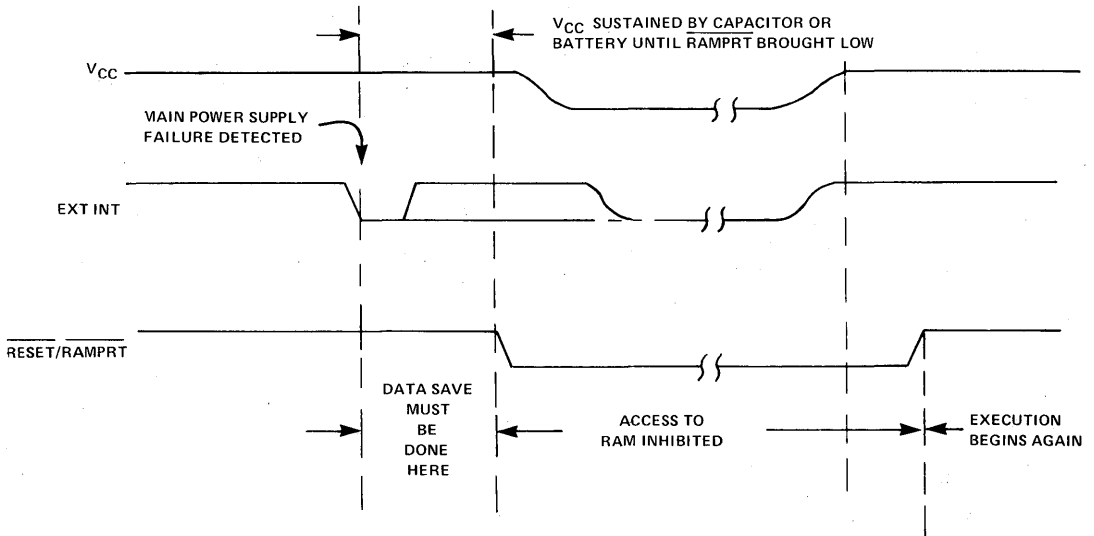 VCC SUSTAINED BY CAPACITOR OR
BATTERY UNTIL RAMPRT BROUGHT LOW
VCC
MAIN POWER SUPPLY
FAILURE DETECTED
EXT INT
RESET/RAMPRT
DATA SAVE
MUST
BE
DONE
HERE
ACCESS TO
RAM INHIBITED
EXECUTION
BEGINS AGAIN